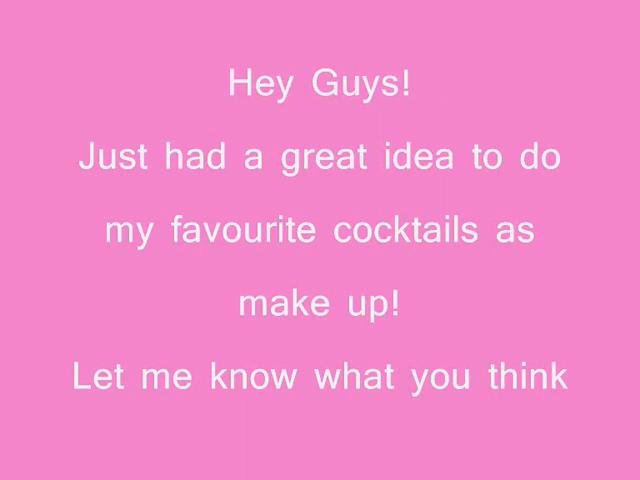 Hey Guys!
Just had a great idea to do
my favourite cocktails as
make up!
Let me know what you think